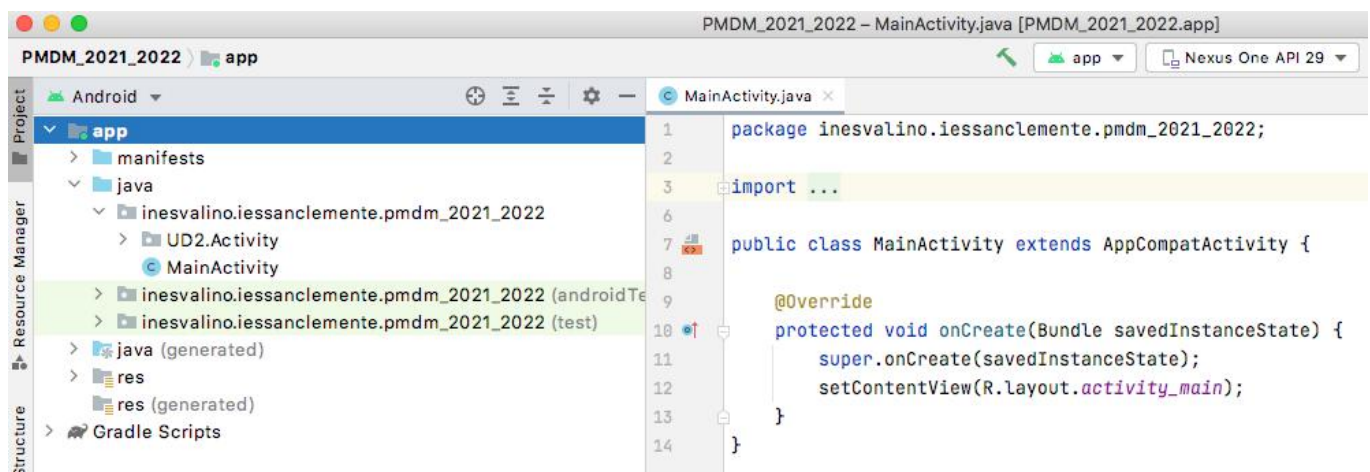 PMDM_2021_2022 – MainActivity.java [PMDM_2021_2022.app]
PMDM_2021_2022 app
app
Nexus One API 29
Project
Resource Manager
Structure
Android
app
manifests
java
inesvalino.iessanclemente.pmdm_2021_2022
UD2.Activity
MainActivity
inesvalino.iessanclemente.pmdm_2021_2022 (androidTe
inesvalino.iessanclemente.pmdm_2021_2022 (test)
java (generated)
res
res (generated)
Gradle Scripts
MainActivity.java
1 package inesvalino.iessanclemente.pmdm_2021_2022;
2
3 import ...
6
7 public class MainActivity extends AppCompatActivity {
8
9 @Override
10 protected void onCreate(Bundle savedInstanceState) {
11 super.onCreate(savedInstanceState);
12 setContentView(R.layout.activity_main);
13 }
14 }